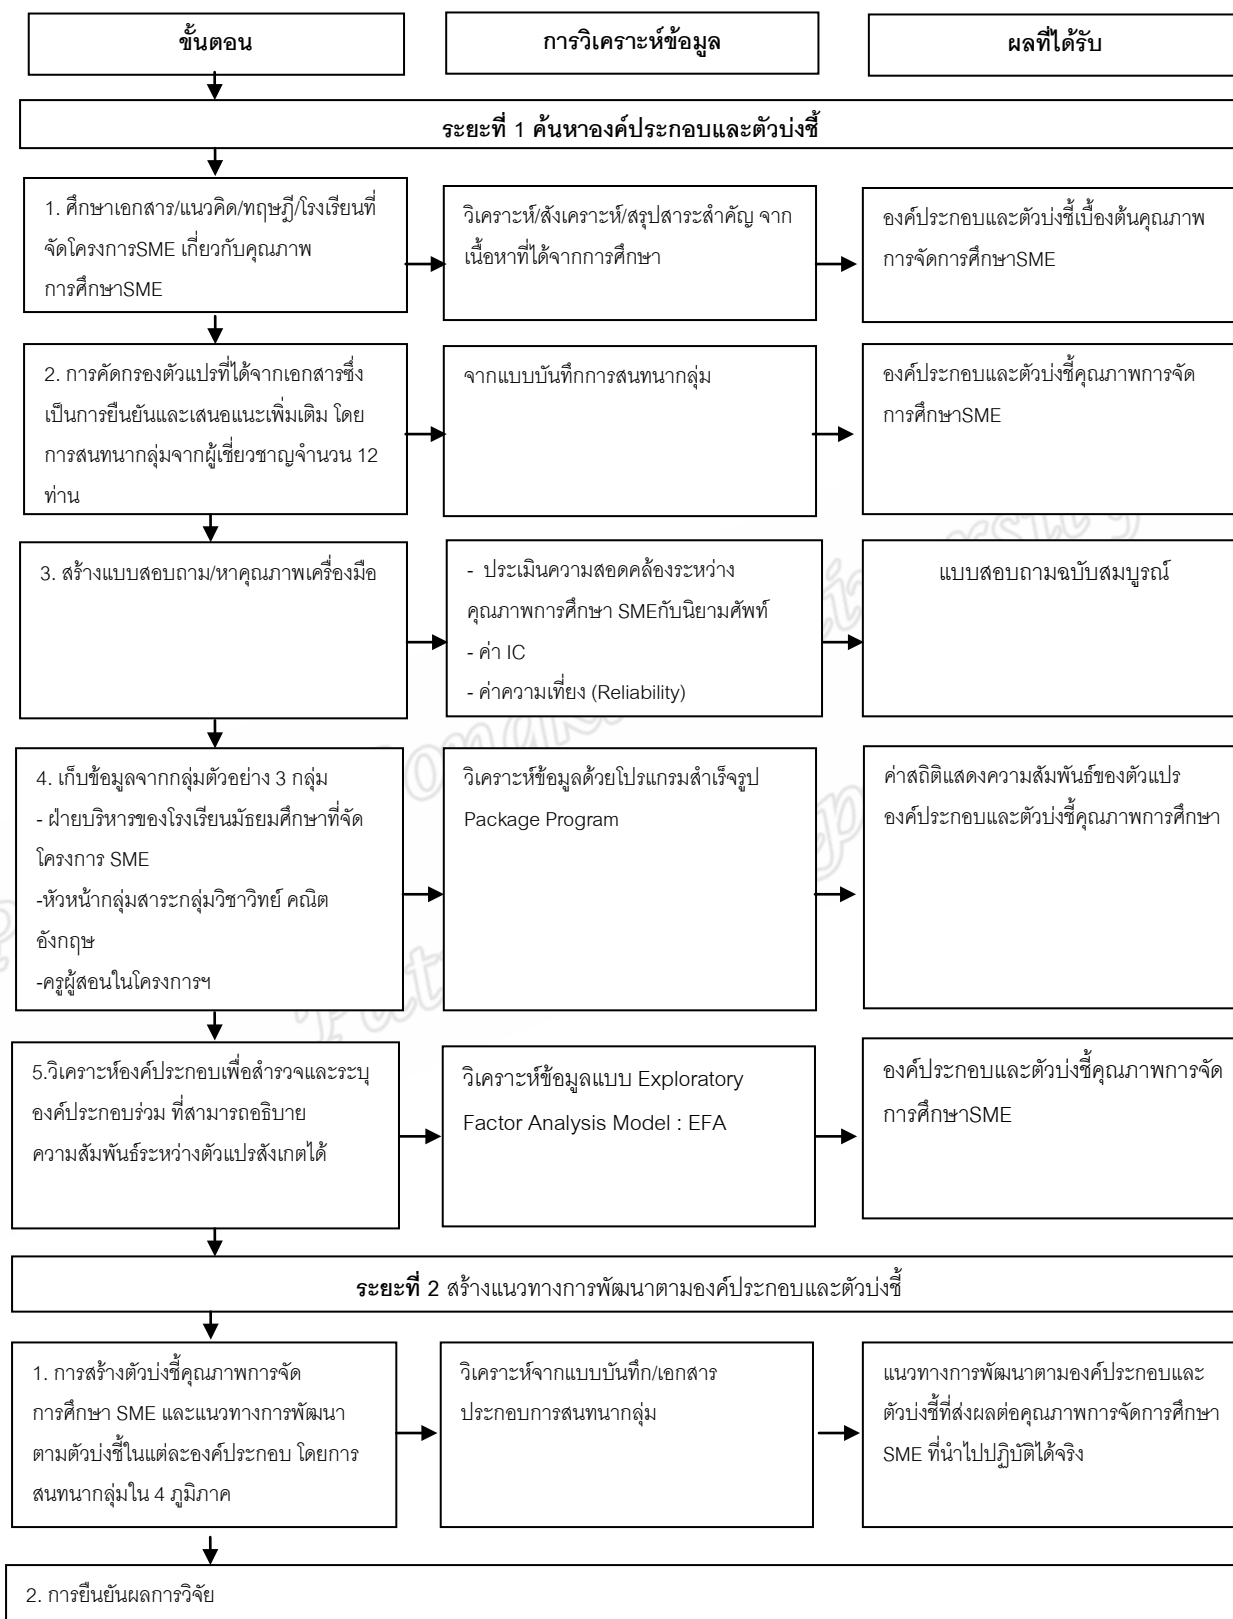 ขั้นตอน
การวิเคราะห์ข้อมูล
ผลที่ได้รับ
ระยะที่ 1 ค้นหาองค์ประกอบและตัวบ่งชี้
1. ศึกษาเอกสาร/แนวคิด/ทฤษฎี/โรงเรียนที่
จัดโครงการSME เกี่ยวกับคุณภาพ
การศึกษาSME
วิเคราะห์/สังเคราะห์/สรุปสาระสำคัญ จาก
เนื้อหาที่ได้จากการศึกษา
องค์ประกอบและตัวบ่งชี้เบื้องต้นคุณภาพ
การจัดการศึกษาSME
2. การคัดกรองตัวแปรที่ได้จากเอกสารซึ่ง
เป็นการยืนยันและเสนอแนะเพิ่มเติม โดย
การสนทนากลุ่มจากผู้เชี่ยวชาญจำนวน 12
ท่าน
จากแบบบันทึกการสนทนากลุ่ม
องค์ประกอบและตัวบ่งชี้คุณภาพการจัด
การศึกษาSME
3. สร้างแบบสอบถาม/หาคุณภาพเครื่องมือ
- ประเมินความสอดคล้องระหว่าง
คุณภาพการศึกษา SMEกับนิยามศัพท์
- ค่า IC
- ค่าความเที่ยง (Reliability)
แบบสอบถามฉบับสมบูรณ์
4. เก็บข้อมูลจากกลุ่มตัวอย่าง 3 กลุ่ม
- ฝ่ายบริหารของโรงเรียนมัธยมศึกษาที่จัด
โครงการ SME
-หัวหน้ากลุ่มสาระกลุ่มวิชาวิทย์ คณิต
อังกฤษ
-ครูผู้สอนในโครงการฯ
วิเคราะห์ข้อมูลด้วยโปรแกรมสำเร็จรูป
Package Program
ค่าสถิติแสดงความสัมพันธ์ของตัวแปร
องค์ประกอบและตัวบ่งชี้คุณภาพการศึกษา
5.วิเคราะห์องค์ประกอบเพื่อสำรวจและระบุ
องค์ประกอบร่วม ที่สามารถอธิบาย
ความสัมพันธ์ระหว่างตัวแปรสังเกตได้
วิเคราะห์ข้อมูลแบบ Exploratory
Factor Analysis Model : EFA
องค์ประกอบและตัวบ่งชี้คุณภาพการจัด
การศึกษาSME
ระยะที่ 2 สร้างแนวทางการพัฒนาตามองค์ประกอบและตัวบ่งชี้
1. การสร้างตัวบ่งชี้คุณภาพการจัด
การศึกษา SME และแนวทางการพัฒนา
ตามตัวบ่งชี้ในแต่ละองค์ประกอบ โดยการ
สนทนากลุ่มใน 4 ภูมิภาค
วิเคราะห์จากแบบบันทึก/เอกสาร
ประกอบการสนทนากลุ่ม
แนวทางการพัฒนาตามองค์ประกอบและ
ตัวบ่งชี้ที่ส่งผลต่อคุณภาพการจัดการศึกษา
SME ที่นำไปปฏิบัติได้จริง
2. การยืนยันผลการวิจัย